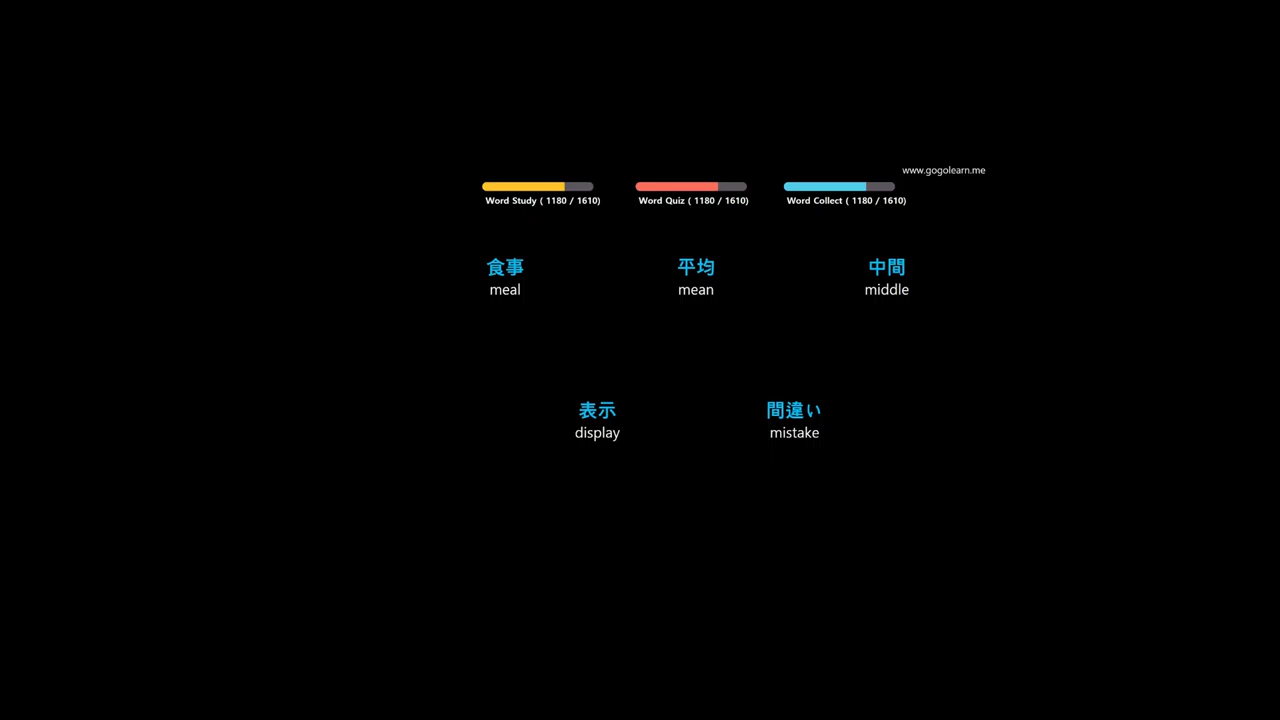 www.gogolearn.me
Word Study ( 1180 / 1610)
Word Quiz ( 1180 / 1610)
Word Collect ( 1180 / 1610)
食事
meal
平均
mean
中間
middle
表示
display
間違い
mistake